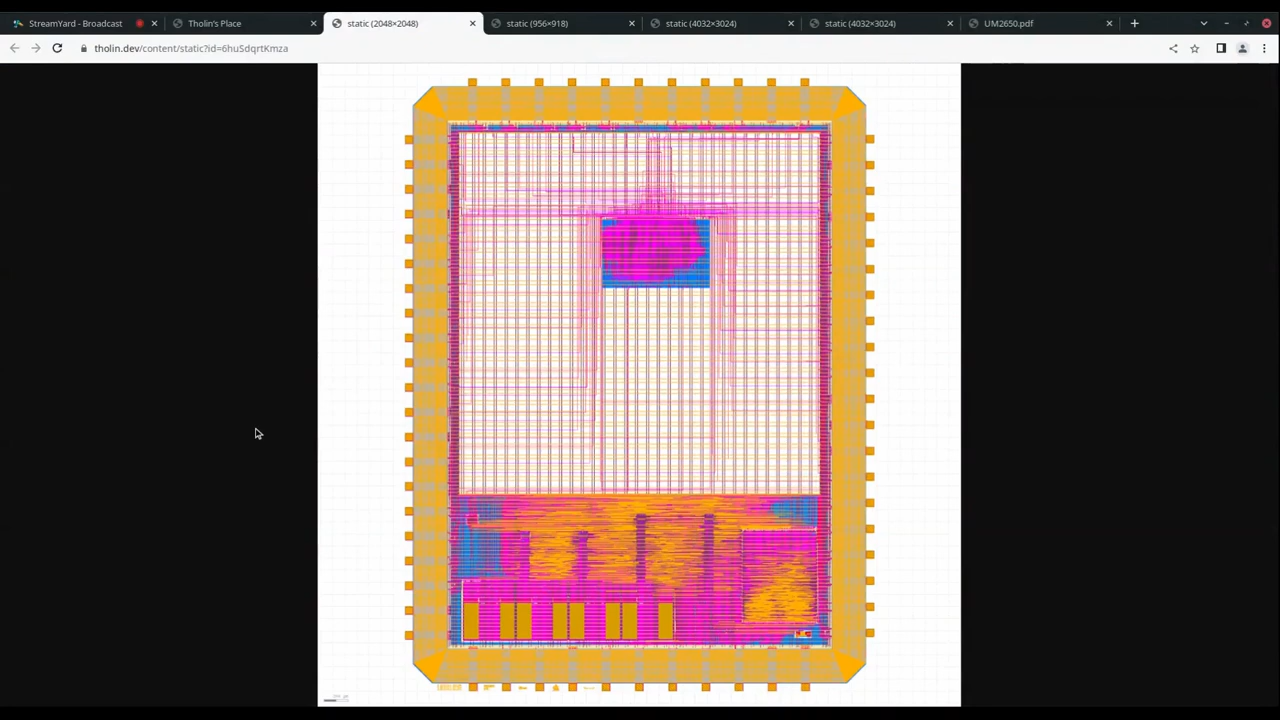 StreamYard - Broadcast
Tholin's Place
static (2048×2048)
static (956×918)
static (4032×3024)
static (4032×3024)
UM2650.pdf
tholin.dev/content/static?id=6huSdqrtKmza